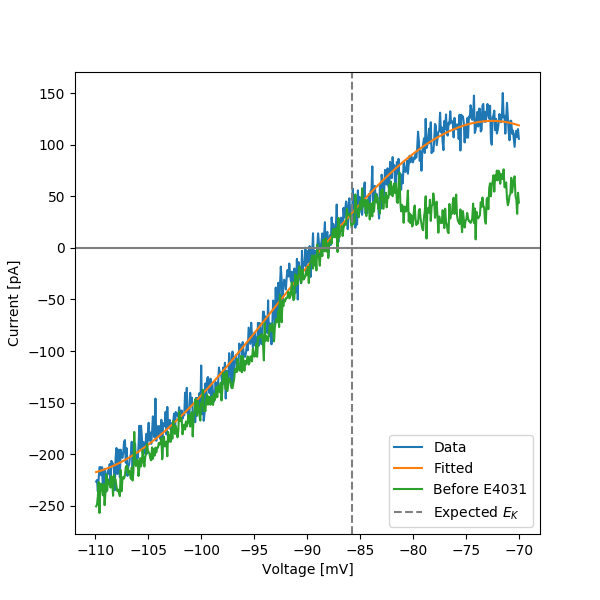 150
100
50
0
−50
−100
−150
−200
−250
Current [pA]
−110 −105 −100 −95 −90 −85 −80 −75 −70
Voltage [mV]
Data
Fitted
Before E4031
Expected E_K